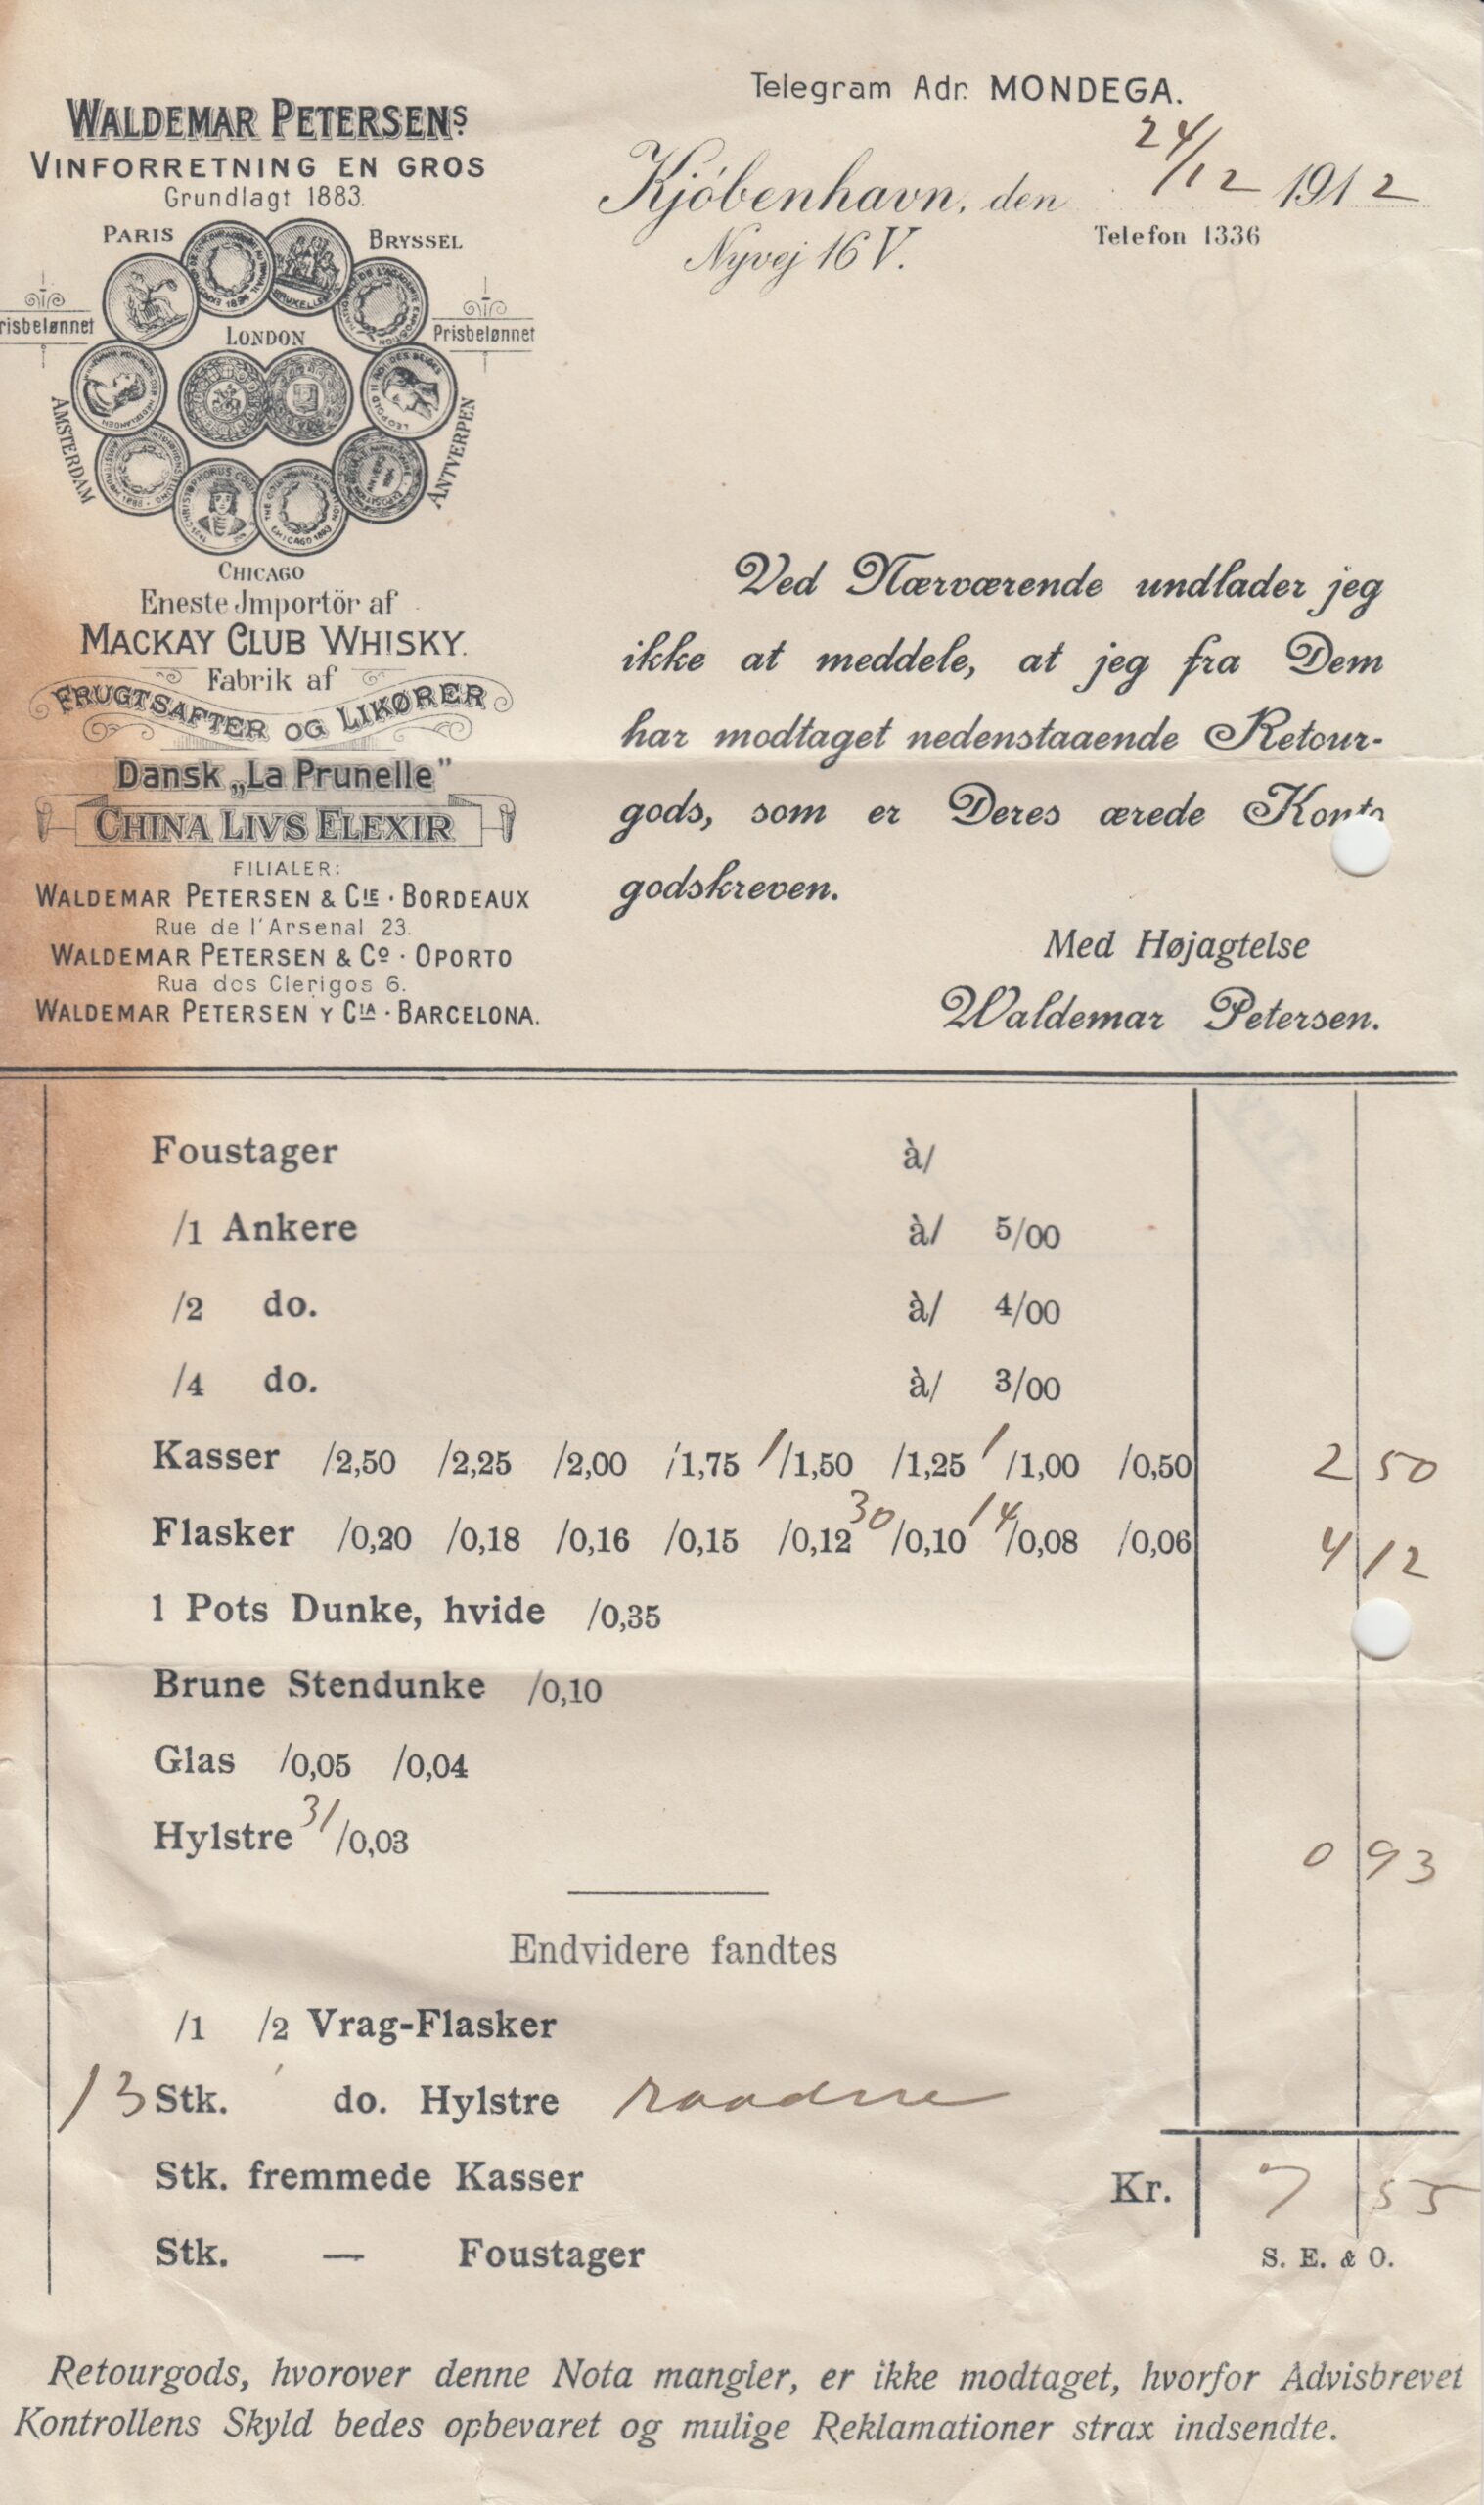 WALDEMAR PETERSENS
VINFORRETNING EN GROS
Grundlagt 1883.
PARIS
BRYSSEL
risbelønnet
LONDON
Prisbelønnet
AMSTERDAM
ANTVERPEN
CHICAGO
Eneste Importör af
MACKAY CLUB WHISKY.
Fabrik af
FRUGTSAFTER OG LIKØRER
Dansk „La Prunelle"
CHINA LIVS ELEXIR
FILIALER:
WALDEMAR PETERSEN & CIE · BORDEAUX
Rue de l'Arsenal 23.
WALDEMAR PETERSEN & Cº · OPORTO
Rua dos Clerigos 6.
WALDEMAR PETERSEN Y CIA · BARCELONA.
Telegram Adr. MONDEGA.
Kjóbenhavn, den 24/12 1912
Nyvej 16 V.
Telefon 1336
Ved Nærværende undlader jeg
ikke at meddele, at jeg fra Dem
har modtaget nedenstaaende Retour-
gods, som er Deres ærede Konto
godskreven.
Med Højagtelse
Waldemar Petersen.
Foustager à/
/1 Ankere à/ 5/00
/2 do. à/ 4/00
/4 do. à/ 3/00
Kasser /2,50 /2,25 /2,00 /1,75 1/1,50 /1,25 1/1,00 /0,50 2 50
Flasker /0,20 /0,18 /0,16 /0,15 /0,12 30/0,10 14/0,08 /0,06 4 12
1 Pots Dunke, hvide /0,35
Brune Stendunke /0,10
Glas /0,05 /0,04
Hylstre 31/0,03 0 93
Endvidere fandtes
/1 /2 Vrag-Flasker
13 Stk. do. Hylstre raadne
Stk. fremmede Kasser
Kr. 7 55
Stk. — Foustager
S. E. & O.
Retourgods, hvorover denne Nota mangler, er ikke modtaget, hvorfor Advisbrevet
Kontrollens Skyld bedes opbevaret og mulige Reklamationer strax indsendte.